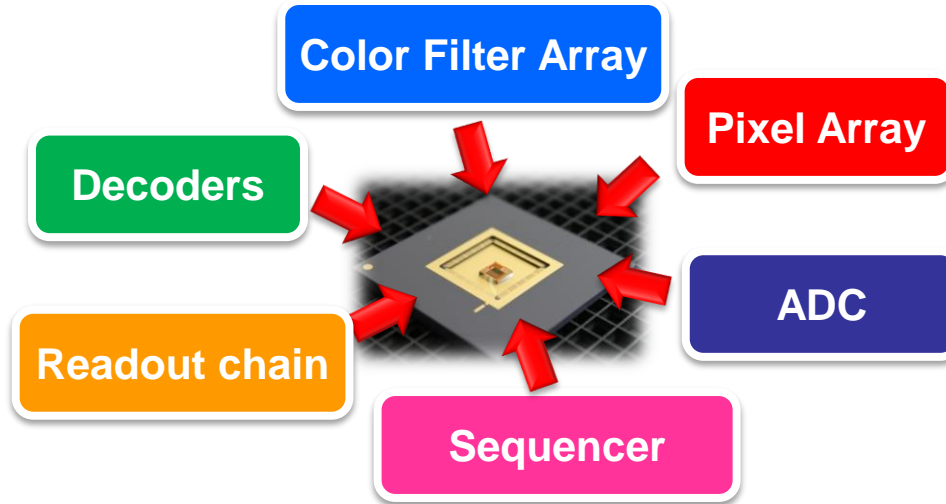 Color Filter Array
Pixel Array
Decoders
ADC
Readout chain
Sequencer